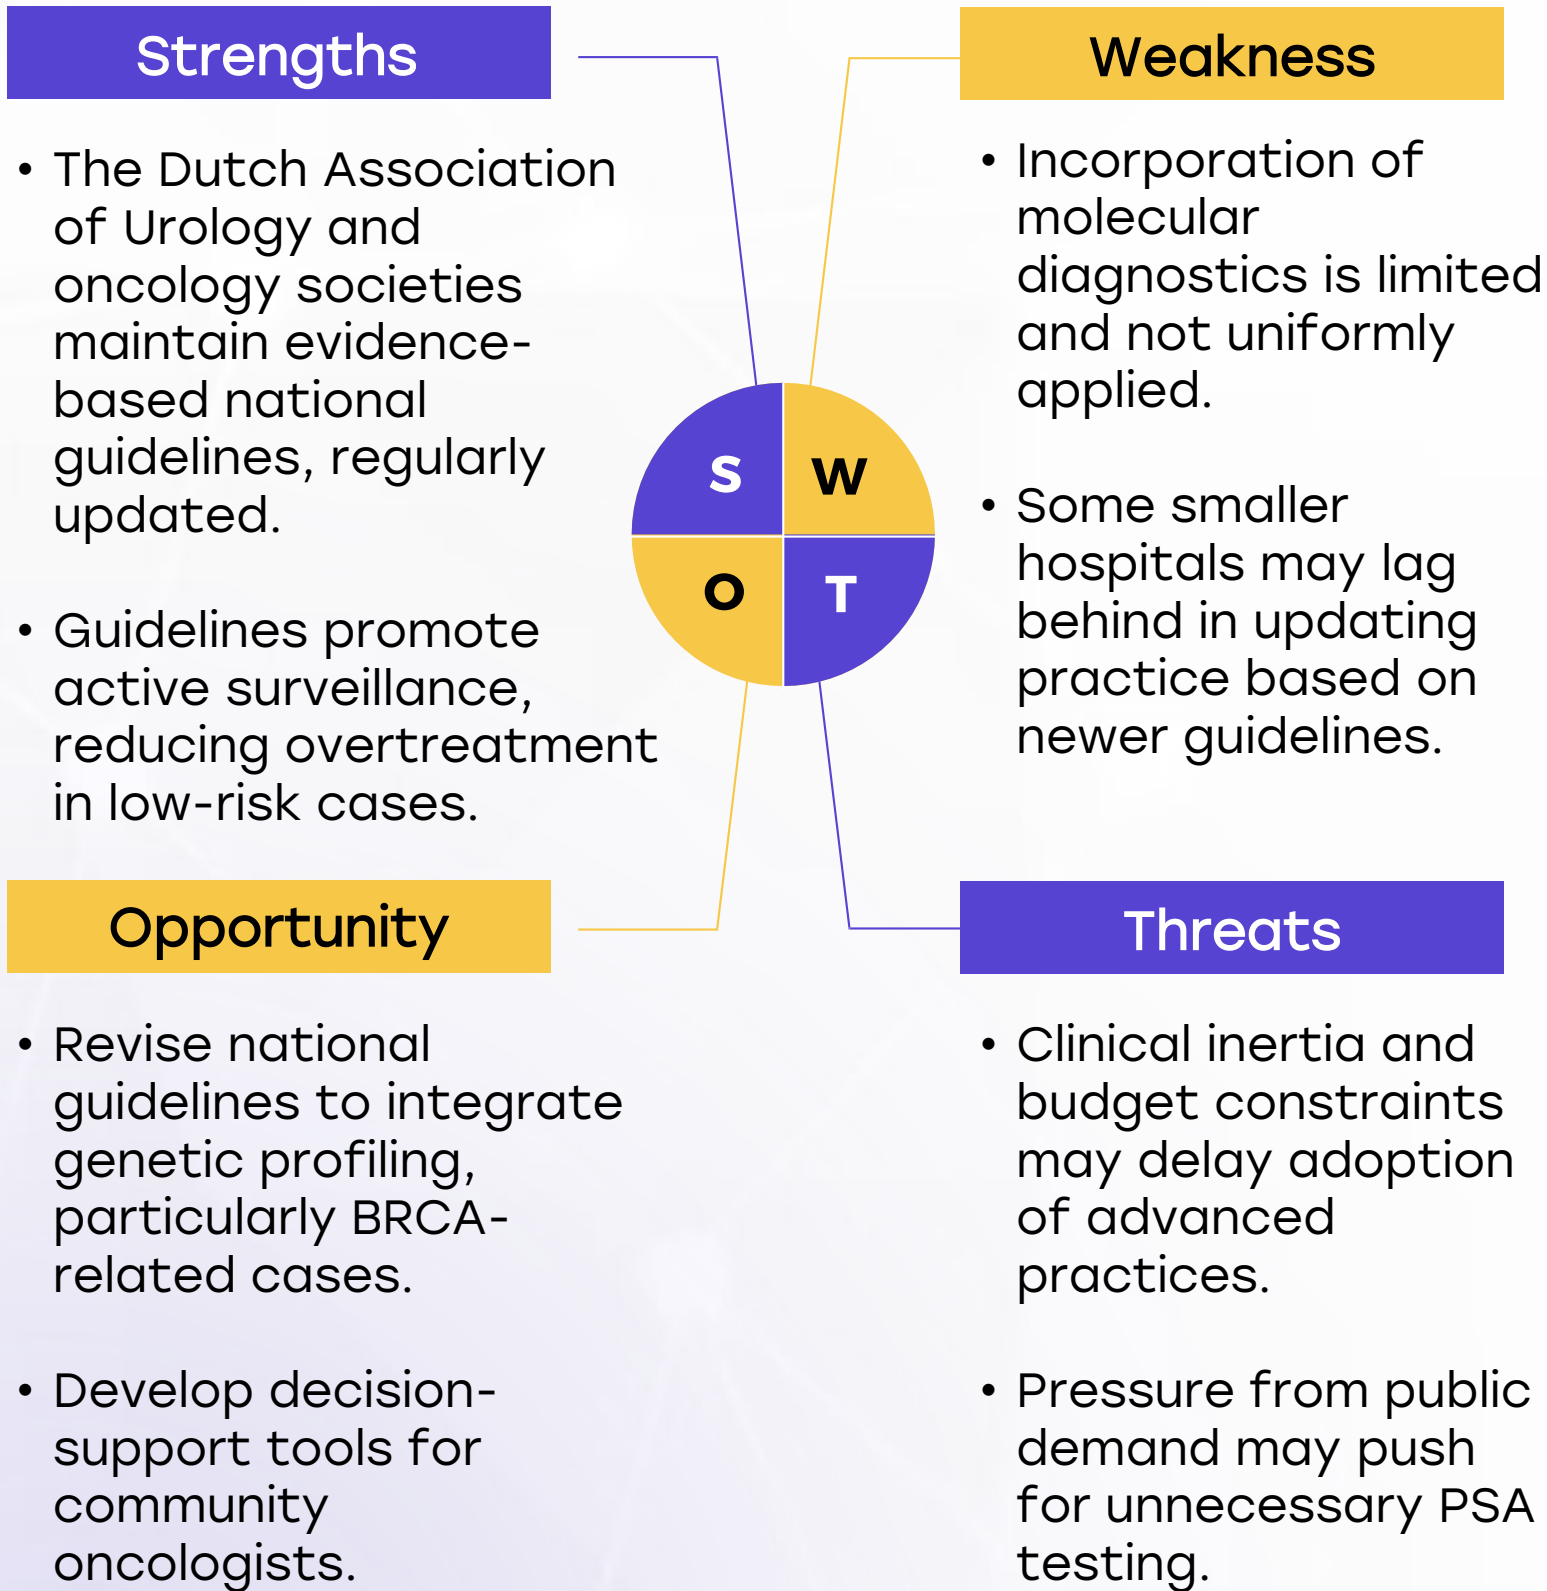 Strengths
• The Dutch Association
of Urology and
oncology societies
maintain evidence-
based national
guidelines, regularly
updated.
• Guidelines promote
active surveillance,
reducing overtreatment
in low-risk cases.
Weakness
• Incorporation of
molecular
diagnostics is limited
and not uniformly
applied.
• Some smaller
hospitals may lag
behind in updating
practice based on
newer guidelines.
S W
O T
Opportunity
• Revise national
guidelines to integrate
genetic profiling,
particularly BRCA-
related cases.
• Develop decision-
support tools for
community
oncologists.
Threats
• Clinical inertia and
budget constraints
may delay adoption
of advanced
practices.
• Pressure from public
demand may push
for unnecessary PSA
testing.